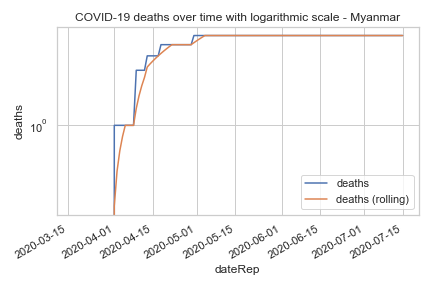 COVID-19 deaths over time with logarithmic scale - Myanmar
deaths
10⁰
deaths
deaths (rolling)
2020-03-15
2020-04-01
2020-04-15
2020-05-01
2020-05-15
2020-06-01
2020-06-15
2020-07-01
2020-07-15
dateRep